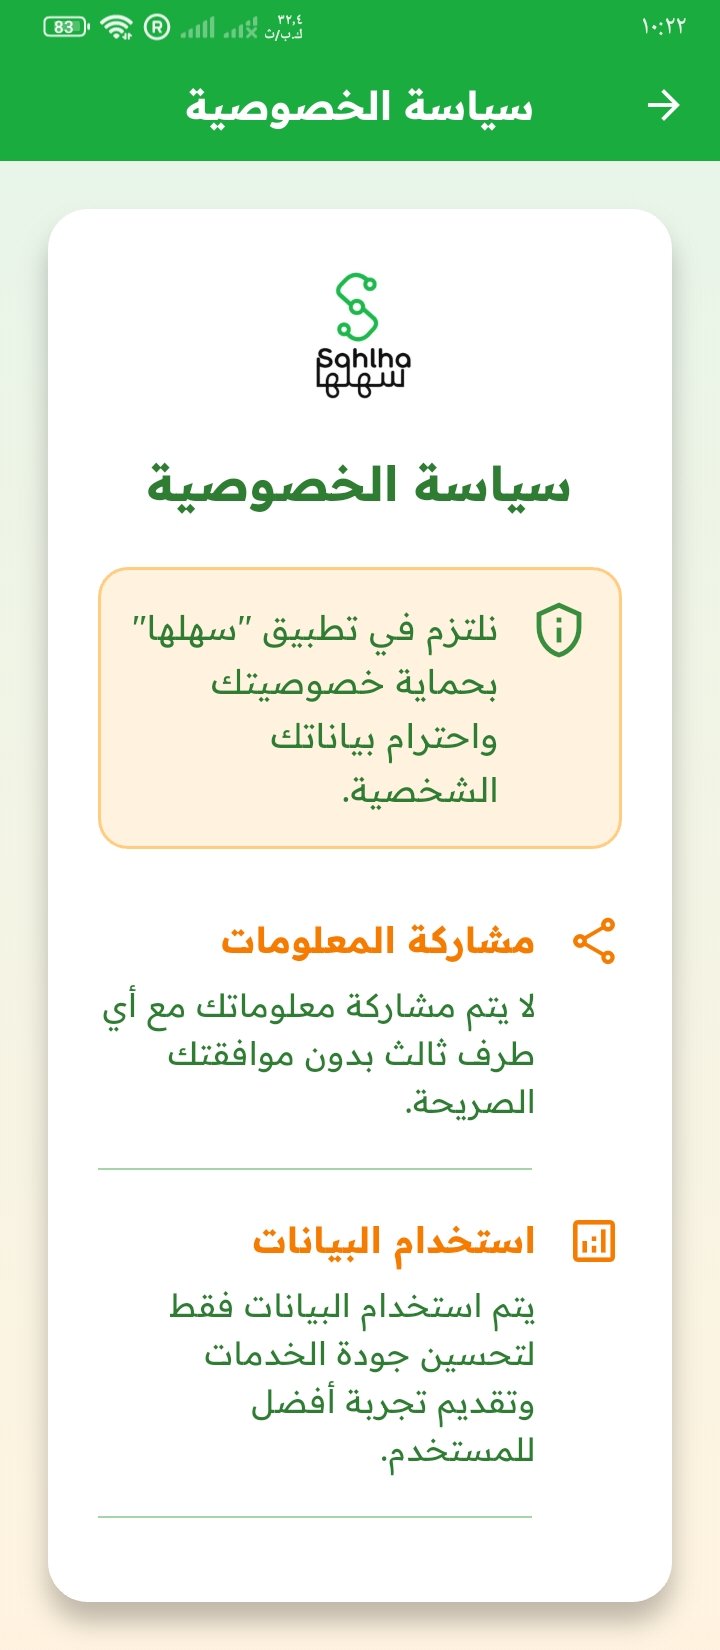 ١٠:٢٢
٣٢,٤
ك.ب/ث
R
83
سياسة الخصوصية
Sahlha
سهلها
سياسة الخصوصية
نلتزم في تطبيق "سهلها"
بحماية خصوصيتك
واحترام بياناتك
الشخصية.
مشاركة المعلومات
لا يتم مشاركة معلوماتك مع أي
طرف ثالث بدون موافقتك
الصريحة.
استخدام البيانات
يتم استخدام البيانات فقط
لتحسين جودة الخدمات
وتقديم تجربة أفضل
للمستخدم.